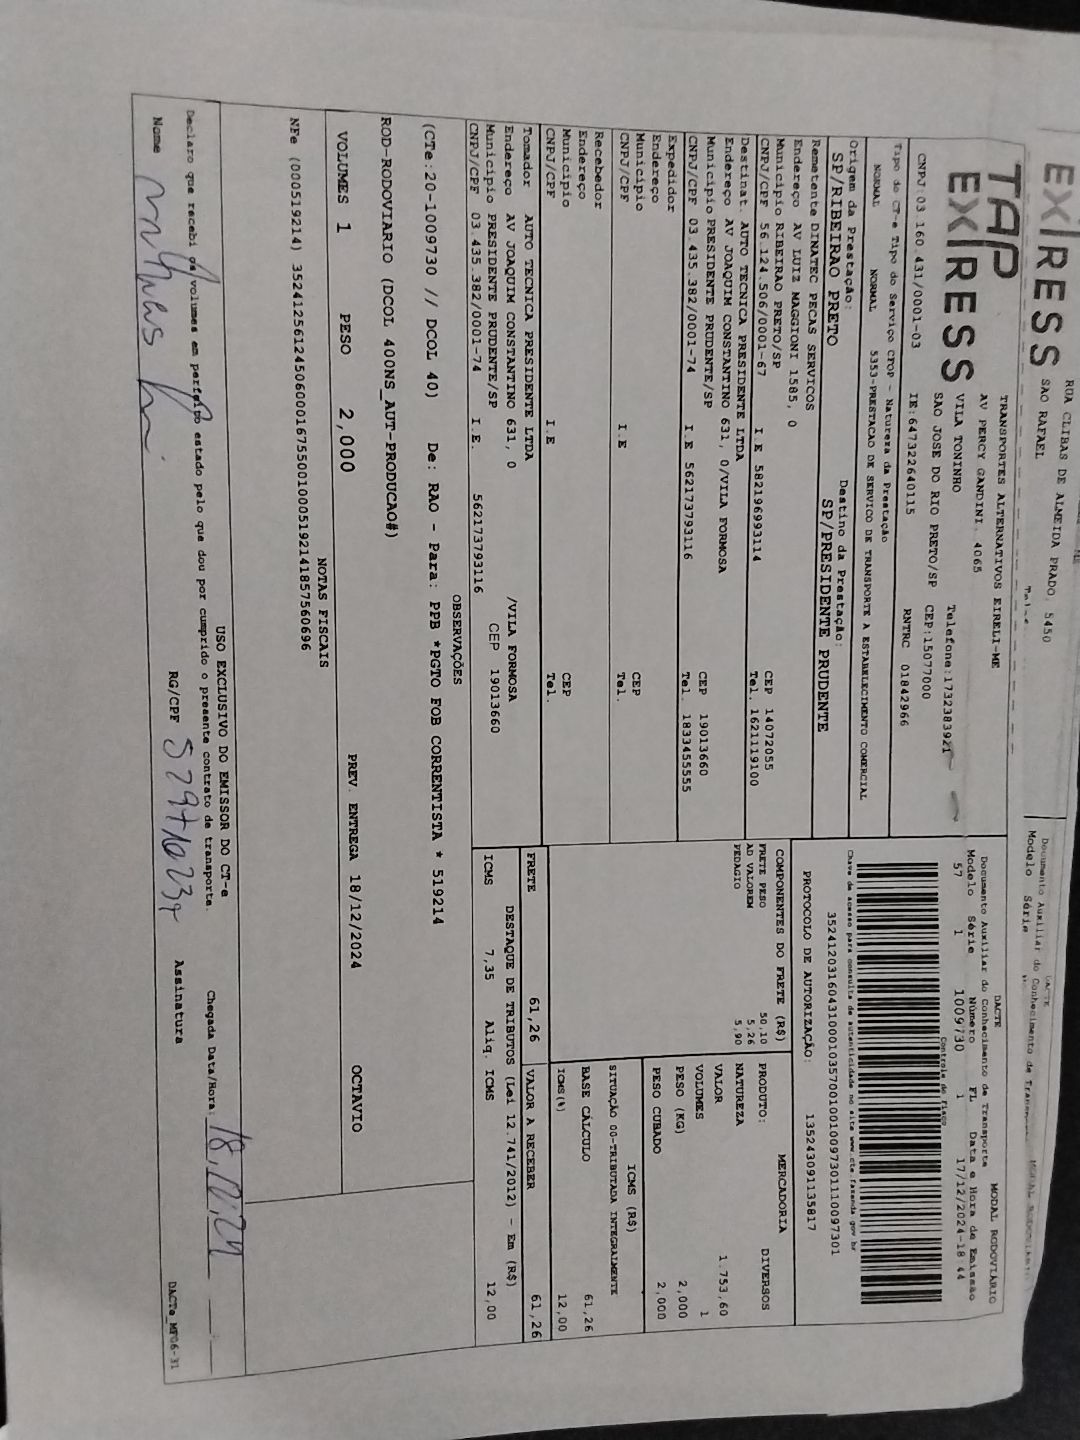 RUA CLIBAS DE ALMEIDA PRADO, 5450
EXPRESS SAO RAFAEL
Documento Auxiliar do Conhecimento de
Modelo Série
TAP EXPRESS
TRANSPORTES ALTERNATIVOS EIRELI-ME
AV PERCY GANDINI, 4065
VILA TONINHO Telefone:1732383921
SAO JOSE DO RIO PRETO/SP CEP:15077000
CNPJ:03.160.431/0001-03 IE:647322640115 RNTRC 01842966
DACTE MODAL RODOVIÁRIO
Documento Auxiliar do Conhecimento de Transporte
Modelo Série Número FL Data e Hora de Emissão
57 1 1009730 1 17/12/2024-18:44
Controle do Fisco
Tipo do CT-e Tipo do Serviço CFOP - Natureza da Prestação
NORMAL NORMAL 5353-PRESTACAO DE SERVICO DE TRANSPORTE A ESTABELECIMENTO COMERCIAL
Chave de acesso para consulta de autenticidade no site www.cte.fazenda.gov.br
35241203160431000103570010010097301110097301
PROTOCOLO DE AUTORIZAÇÃO: 135243091135817
Origem da Prestação: Destino da Prestação:
SP/RIBEIRAO PRETO SP/PRESIDENTE PRUDENTE
Remetente DINATEC PECAS SERVICOS
Endereço AV LUIZ MAGGIONI 1585, 0
Município RIBEIRAO PRETO/SP CEP 14072055
CNPJ/CPF 56.124.506/0001-67 I.E 582196993114 Tel. 1621119100
Destinat. AUTO TECNICA PRESIDENTE LTDA
Endereço AV JOAQUIM CONSTANTINO 631, 0/VILA FORMOSA
Município PRESIDENTE PRUDENTE/SP CEP 19013660
CNPJ/CPF 03.435.382/0001-74 I.E 562173793116 Tel. 1833455555
Expedidor
Endereço
Município CEP
CNPJ/CPF I.E Tel.
Recebedor
Endereço
Município CEP
CNPJ/CPF I.E Tel.
Tomador AUTO TECNICA PRESIDENTE LTDA
Endereço AV JOAQUIM CONSTANTINO 631, 0 /VILA FORMOSA
Município PRESIDENTE PRUDENTE/SP CEP 19013660
CNPJ/CPF 03.435.382/0001-74 I.E. 562173793116
COMPONENTES DO FRETE (R$)
FRETE PESO 50,10
AD VALOREM 5,26
PEDAGIO 5,90
MERCADORIA
PRODUTO: DIVERSOS
NATUREZA
VALOR 1.753,60
VOLUMES 1
PESO (KG) 2,000
PESO CUBADO 2,000
ICMS (R$)
SITUAÇÃO 00-TRIBUTADA INTEGRALMENTE
BASE CÁLCULO 61,26
ICMS(%) 12,00
FRETE 61,26 VALOR A RECEBER 61,26
DESTAQUE DE TRIBUTOS (Lei 12.741/2012) - Em (R$)
ICMS 7,35 Alíq. ICMS 12,00
OBSERVAÇÕES
(CTe:20-1009730 // DCOL 40) De: RAO - Para: PPB *PGTO FOB CORRENTISTA * 519214
ROD-RODOVIARIO (DCOL 400NS_AUT-PRODUCAO#)
VOLUMES 1 PESO 2,000 PREV. ENTREGA 18/12/2024 OCTAVIO
NOTAS FISCAIS
NFe (000519214) 35241256124506000167550010005192141857560696
USO EXCLUSIVO DO EMISSOR DO CT-e
Declaro que recebi os volumes em perfeito estado pelo que dou por cumprido o presente contrato de transporte. Chegada Data/Hora: 18,12,24
Nome RG/CPF Assinatura
DACTe_MF06-31